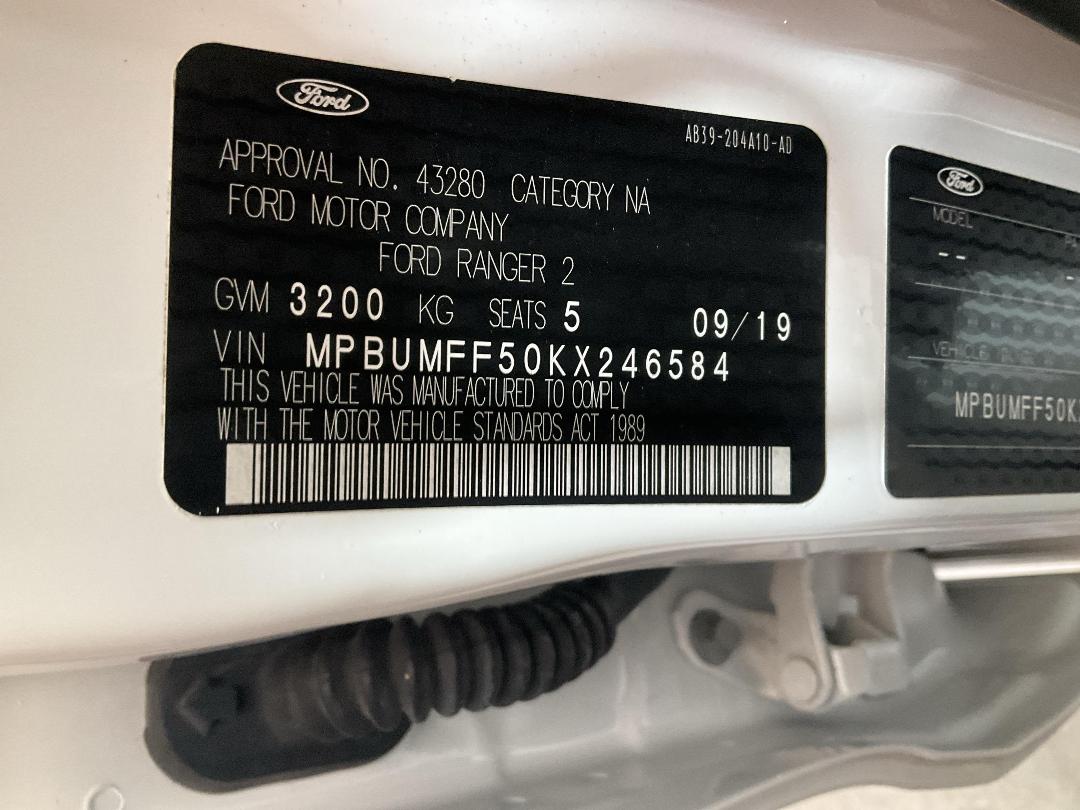 Ford
AB39-204A10-AD
APPROVAL NO. 43280 CATEGORY NA
FORD MOTOR COMPANY
FORD RANGER 2
GVM 3200 KG SEATS 5 09/19
VIN MPBUMFF50KX246584
THIS VEHICLE WAS MANUFACTURED TO COMPLY
WITH THE MOTOR VEHICLE STANDARDS ACT 1989
Ford
MODEL
--
MPBUMFF50K